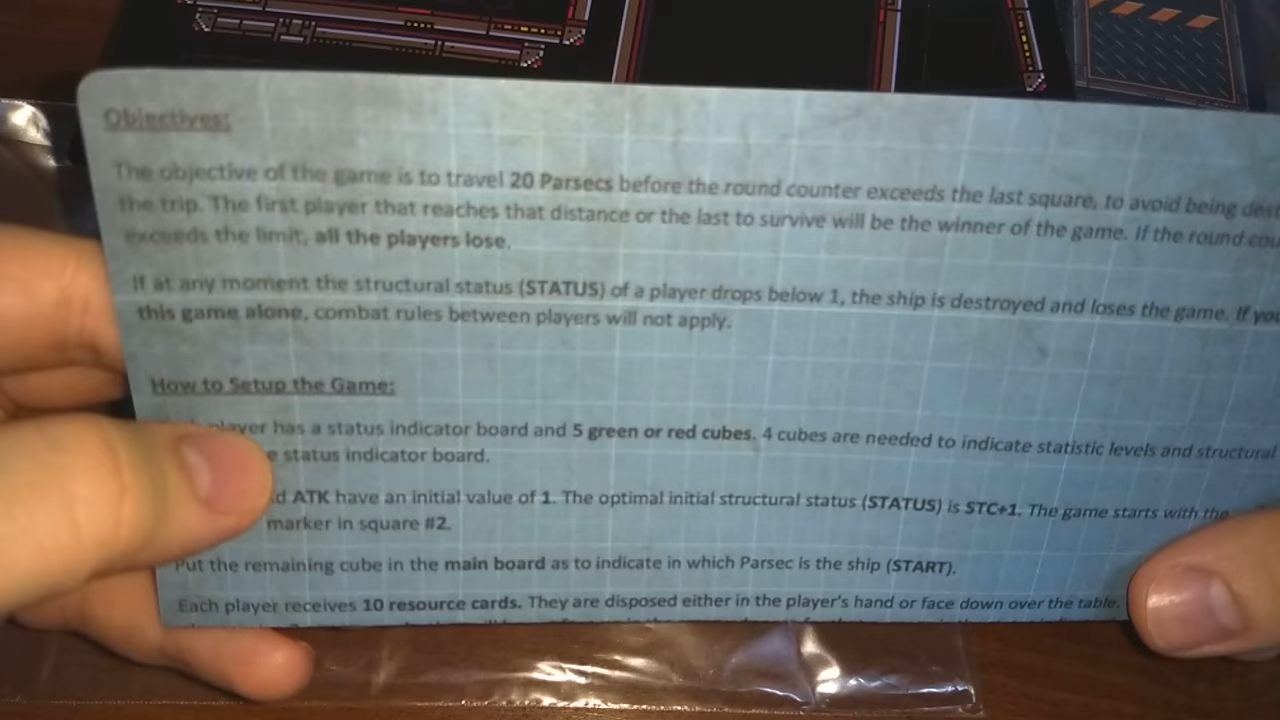 Objectives:
The objective of the game is to travel 20 Parsecs before the round counter exceeds the last square, to avoid being
the trip. The first player that reaches that distance or the last to survive will be the winner of the game. If the round
exceeds the limit, all the players lose.
If at any moment the structural status (STATUS) of a player drops below 1, the ship is destroyed and loses the game. If
this game alone, combat rules between players will not apply.
How to Setup the Game:
player has a status indicator board and 5 green or red cubes. 4 cubes are needed to indicate statistic levels and structural
status indicator board.
ATK have an initial value of 1. The optimal initial structural status (STATUS) is STC+1. The game starts with the
marker in square #2.
Put the remaining cube in the main board as to indicate in which Parsec is the ship (START).
Each player receives 10 resource cards. They are disposed either in the player's hand or face down over the table.